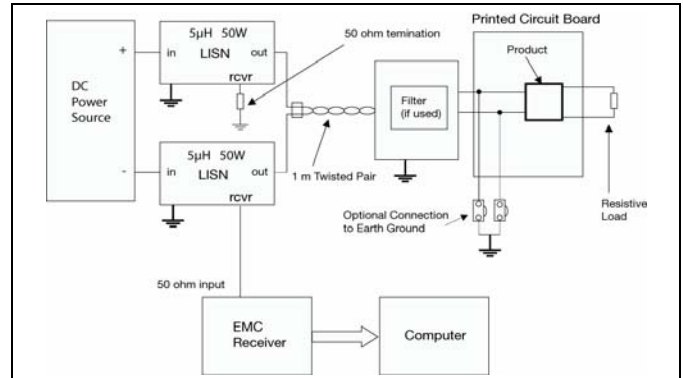 Printed Circuit Board
5µH 50W
LISN
in
out
rcvr
+
50 ohm temination
Product
DC
Power
Source
Filter
(if used)
5µH 50W
LISN
-
in
out
rcvr
1 m Twisted Pair
Optional Connection
to Earth Ground
Resistive
Load
50 ohm input
EMC
Receiver
Computer